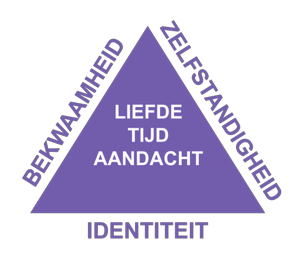 BEKWAAMHEID
ZELFSTANDIGHEID
LIEFDE
TIJD
AANDACHT
IDENTITEIT